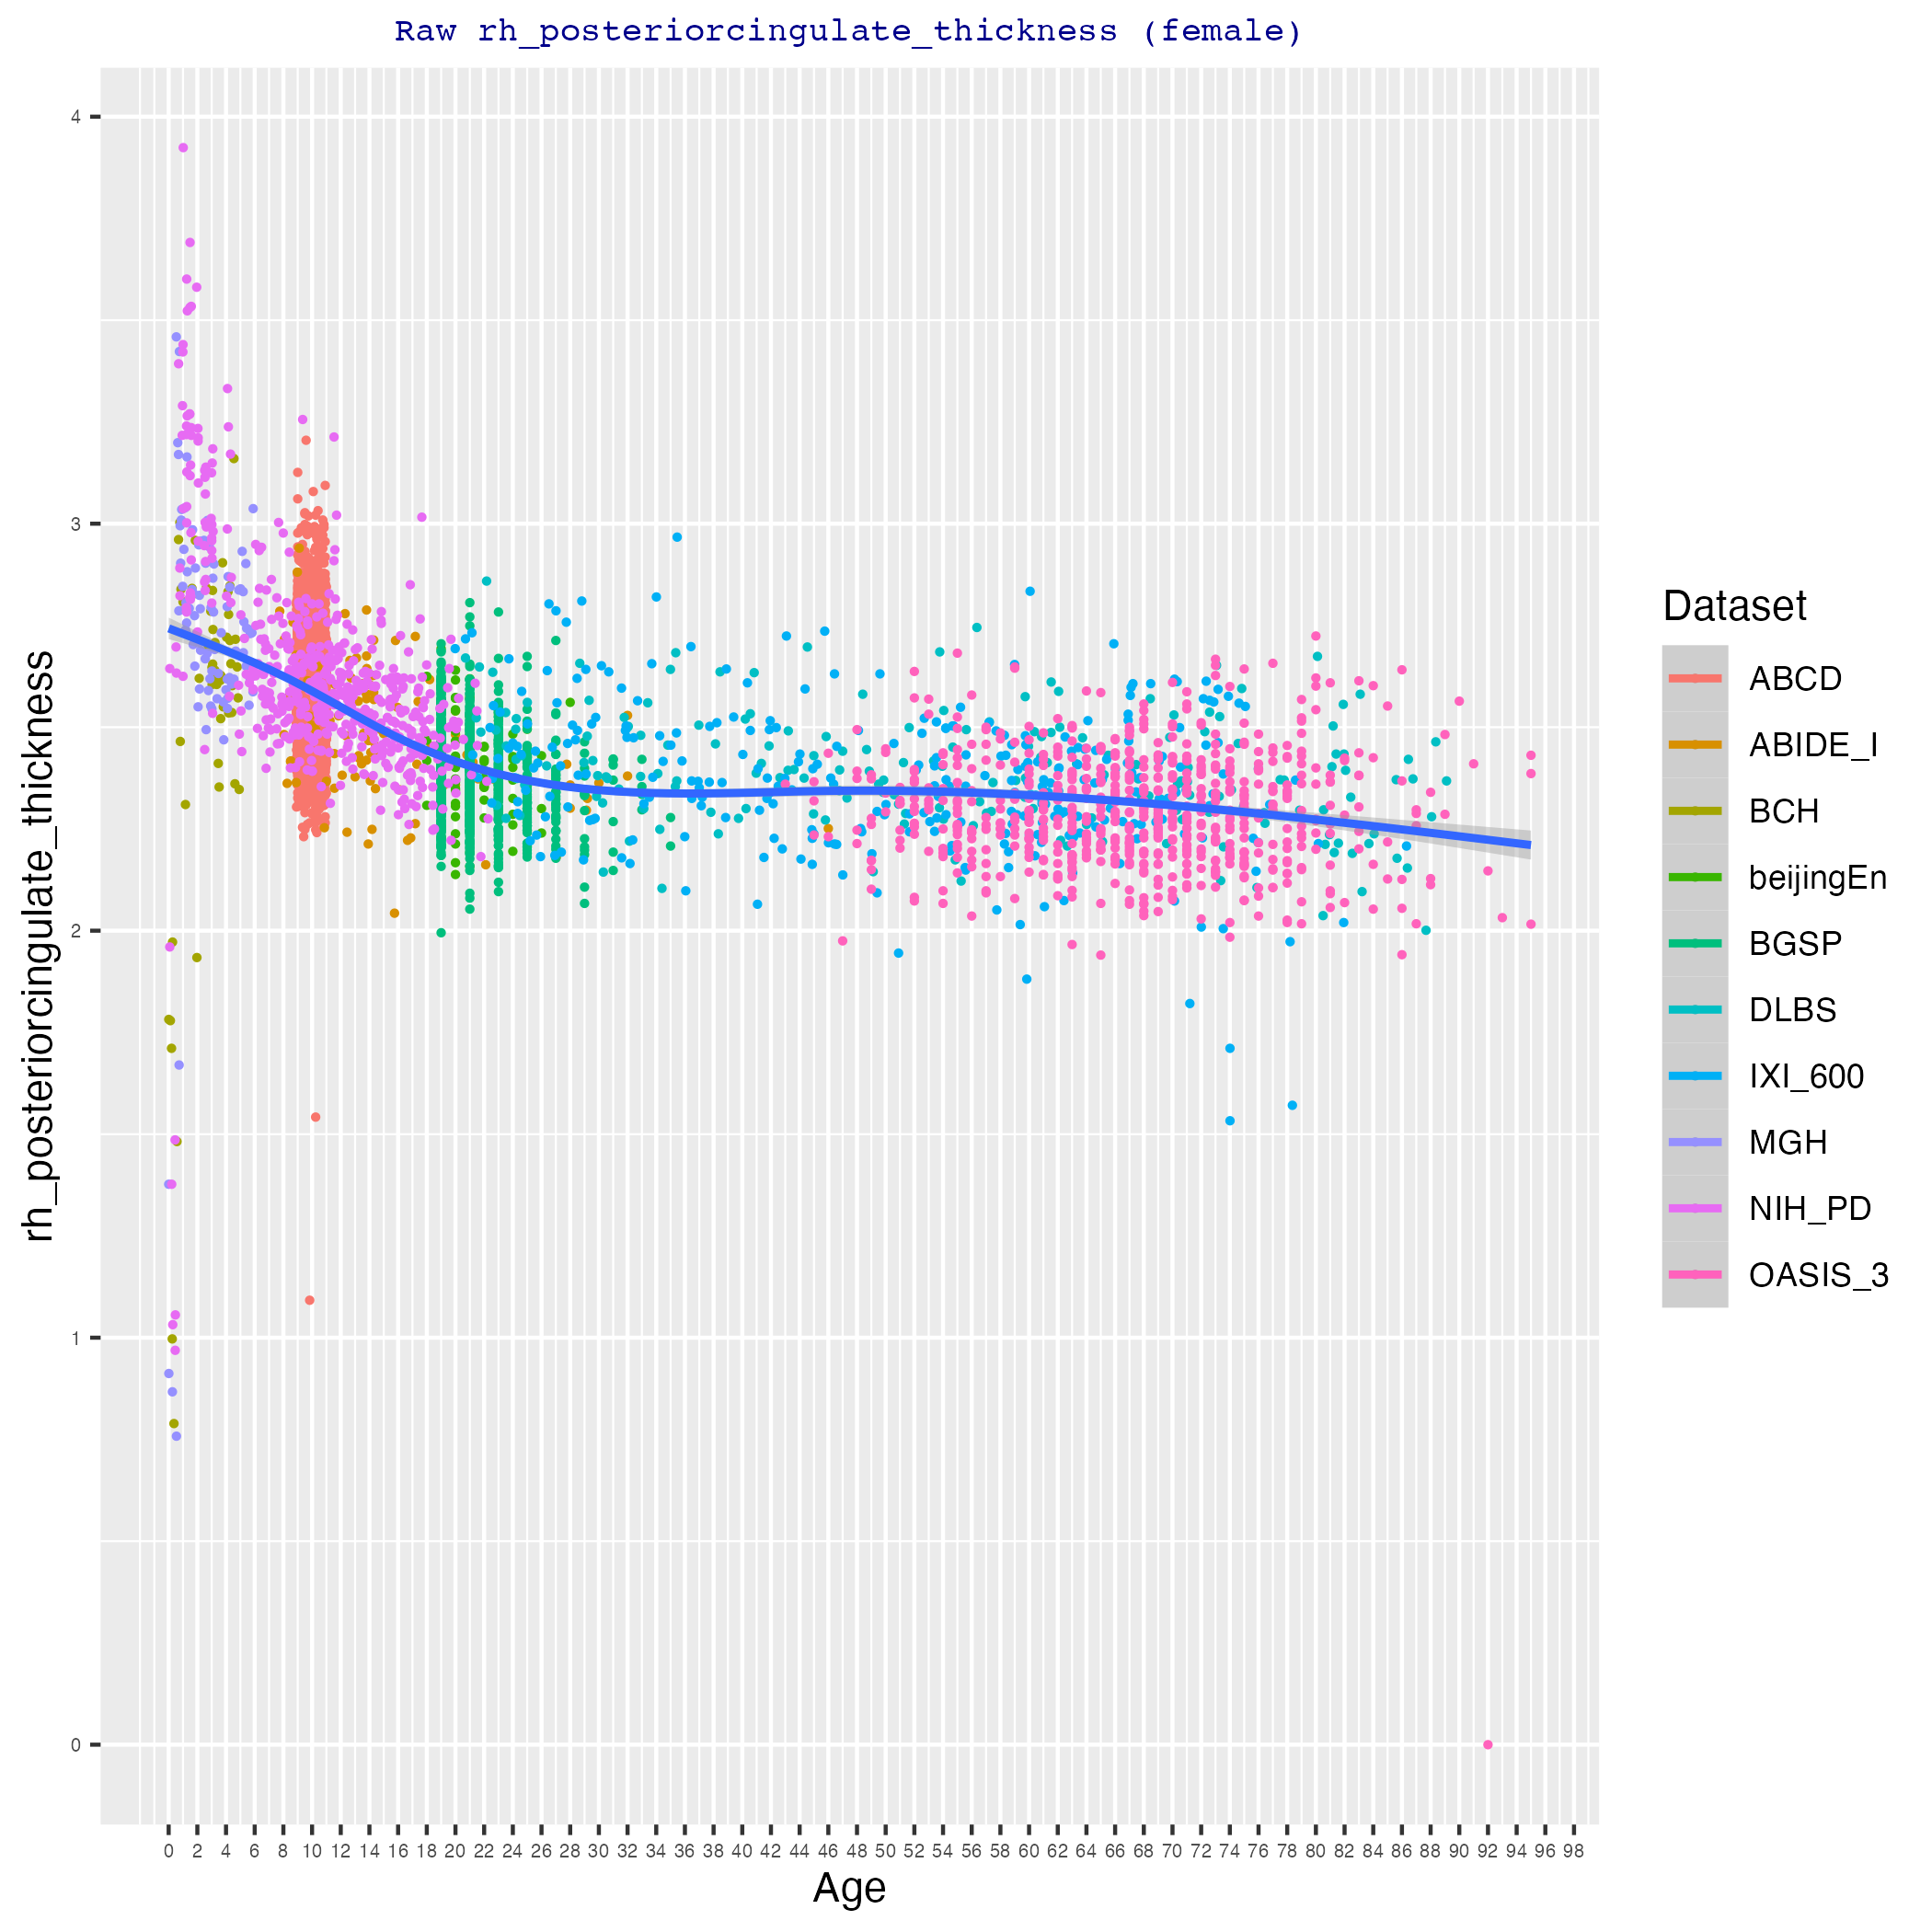 Raw rh_posteriorcingulate_thickness (female)
rh_posteriorcingulate_thickness
4
3
2
1
0
0 2 4 6 8 10 12 14 16 18 20 22 24 26 28 30 32 34 36 38 40 42 44 46 48 50 52 54 56 58 60 62 64 66 68 70 72 74 76 78 80 82 84 86 88 90 92 94 96 98
Age
Dataset
ABCD
ABIDE_I
BCH
beijingEn
BGSP
DLBS
IXI_600
MGH
NIH_PD
OASIS_3